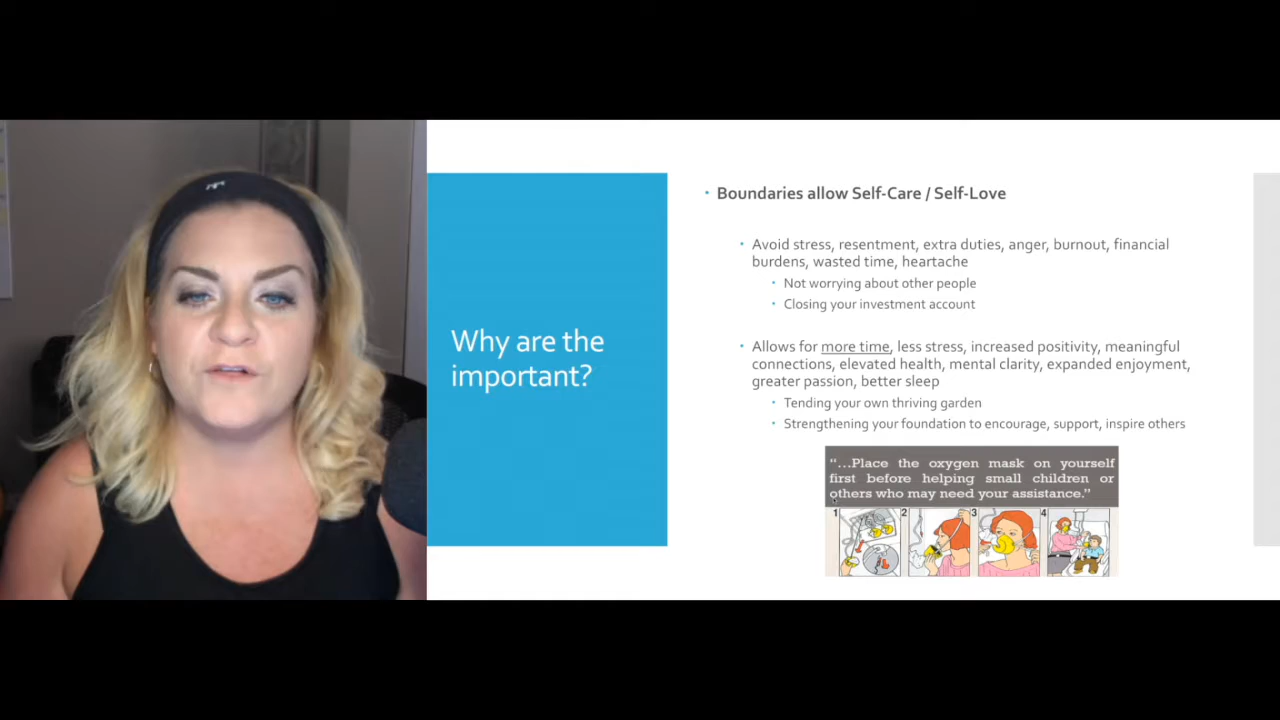 Why are the
important?
Boundaries allow Self-Care / Self-Love
Avoid stress, resentment, extra duties, anger, burnout, financial
burdens, wasted time, heartache
Not worrying about other people
Closing your investment account
Allows for more time, less stress, increased positivity, meaningful
connections, elevated health, mental clarity, expanded enjoyment,
greater passion, better sleep
Tending your own thriving garden
Strengthening your foundation to encourage, support, inspire others
“...Place the oxygen mask on yourself
first before helping small children or
others who may need your assistance.”
1 2 3 4